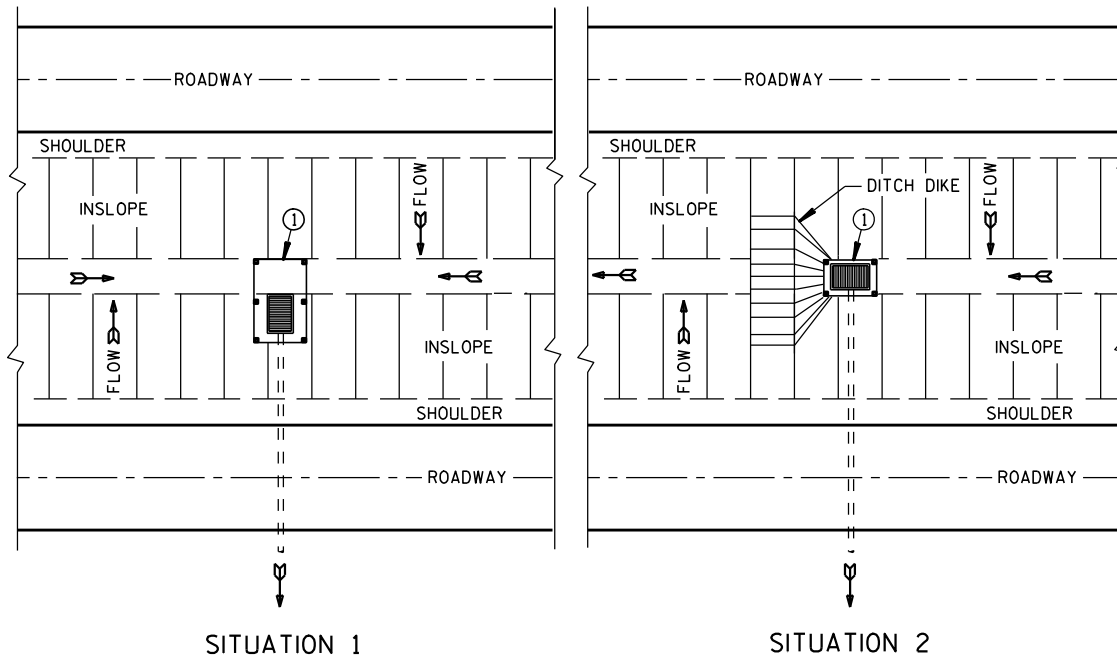 ROADWAY
SHOULDER
INSLOPE
FLOW
1
FLOW
INSLOPE
SHOULDER
ROADWAY
SITUATION 1
ROADWAY
SHOULDER
DITCH DIKE
INSLOPE
FLOW
1
FLOW
INSLOPE
SHOULDER
ROADWAY
SITUATION 2